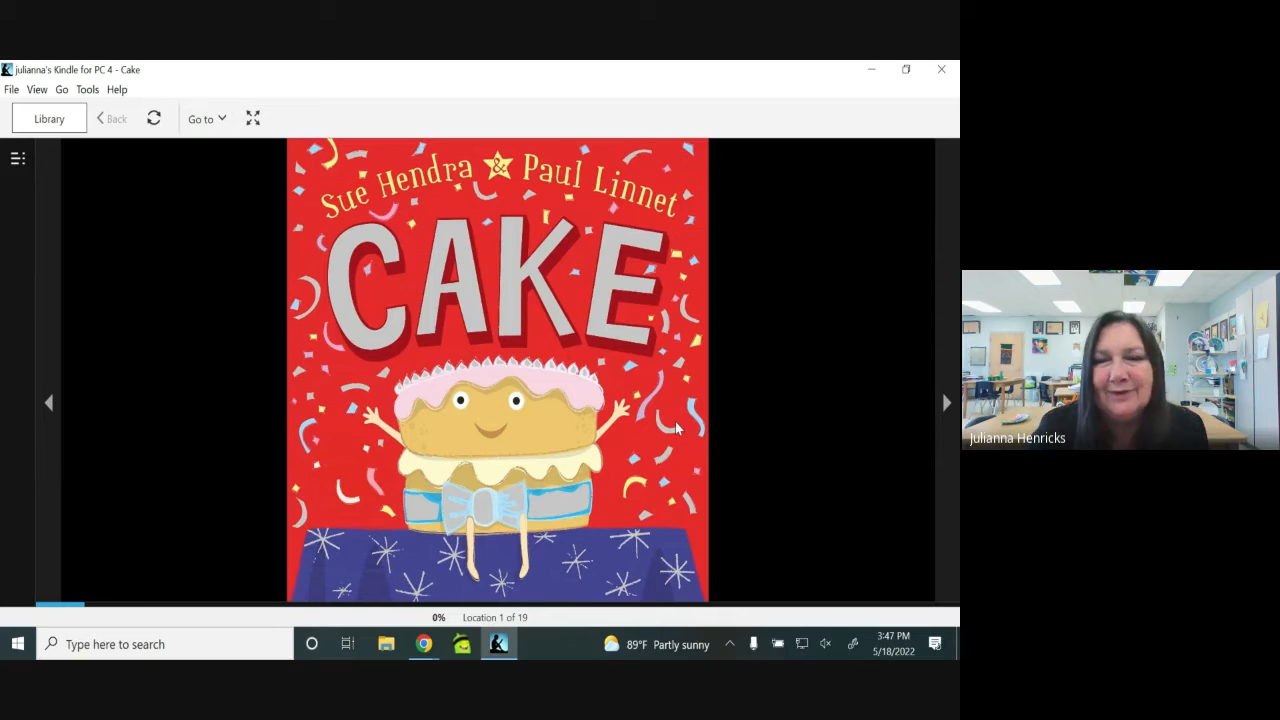 julianna's Kindle for PC 4 - Cake
File View Go Tools Help
Library Back Go to
Sue Hendra & Paul Linnet
CAKE
Julianna Henricks
0% Location 1 of 19
Type here to search
89°F Partly sunny
3:47 PM
5/18/2022